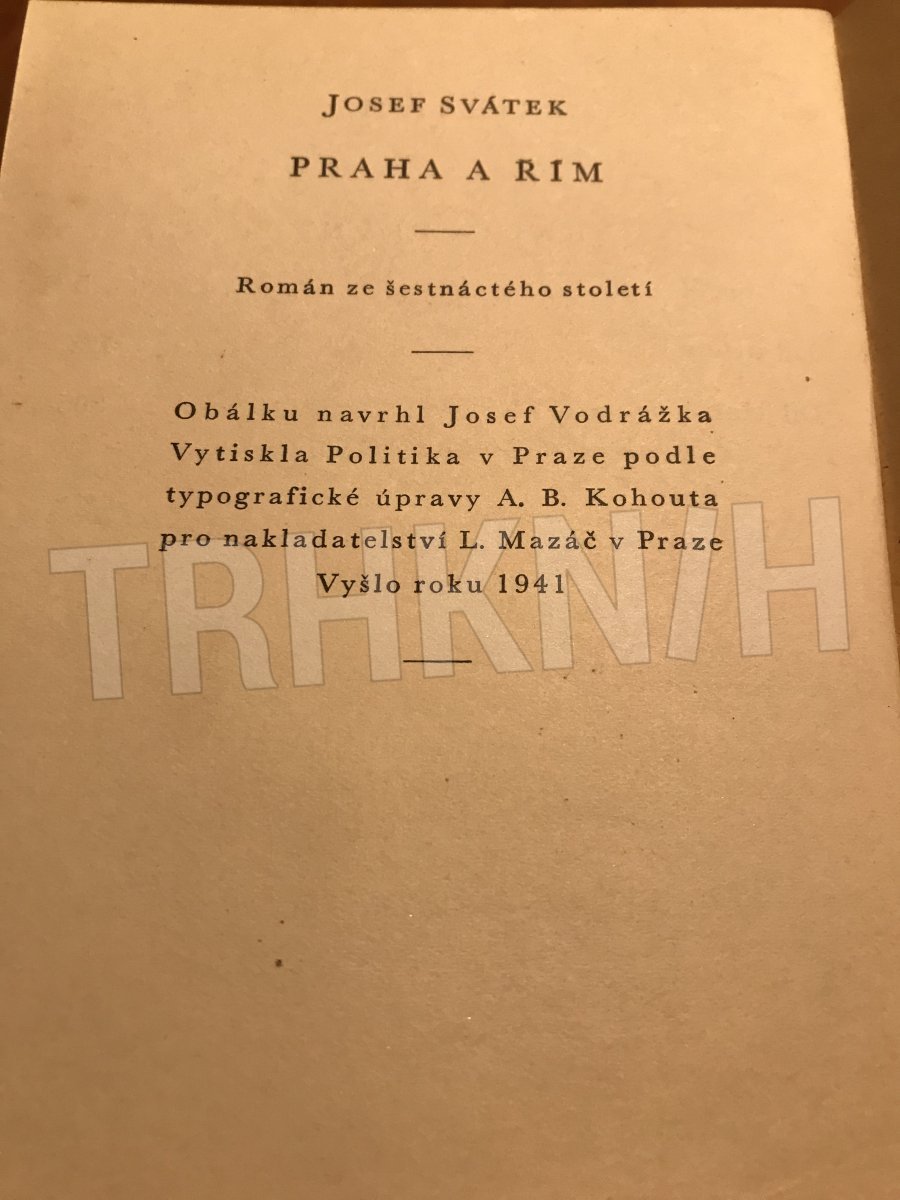 JOSEF SVÁTEK
PRAHA A ŘÍM
Román ze šestnáctého století
Obálku navrhl Josef Vodrážka
Vytiskla Politika v Praze podle
typografické úpravy A. B. Kohouta
pro nakladatelství L. Mazáč v Praze
Vyšlo roku 1941
TRHKNIH